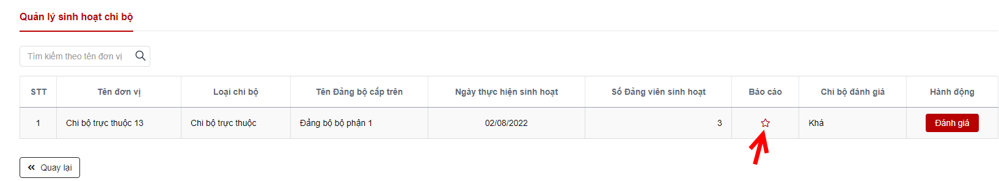 Quản lý sinh hoạt chi bộ
Tìm kiếm theo tên đơn vị
STT Tên đơn vị Loại chi bộ Tên Đảng bộ cấp trên Ngày thực hiện sinh hoạt Số Đảng viên sinh hoạt Báo cáo Chi bộ đánh giá Hành động
1 Chi bộ trực thuộc 13 Chi bộ trực thuộc Đảng bộ bộ phận 1 02/08/2022 3 Khá Đánh giá
Quay lại